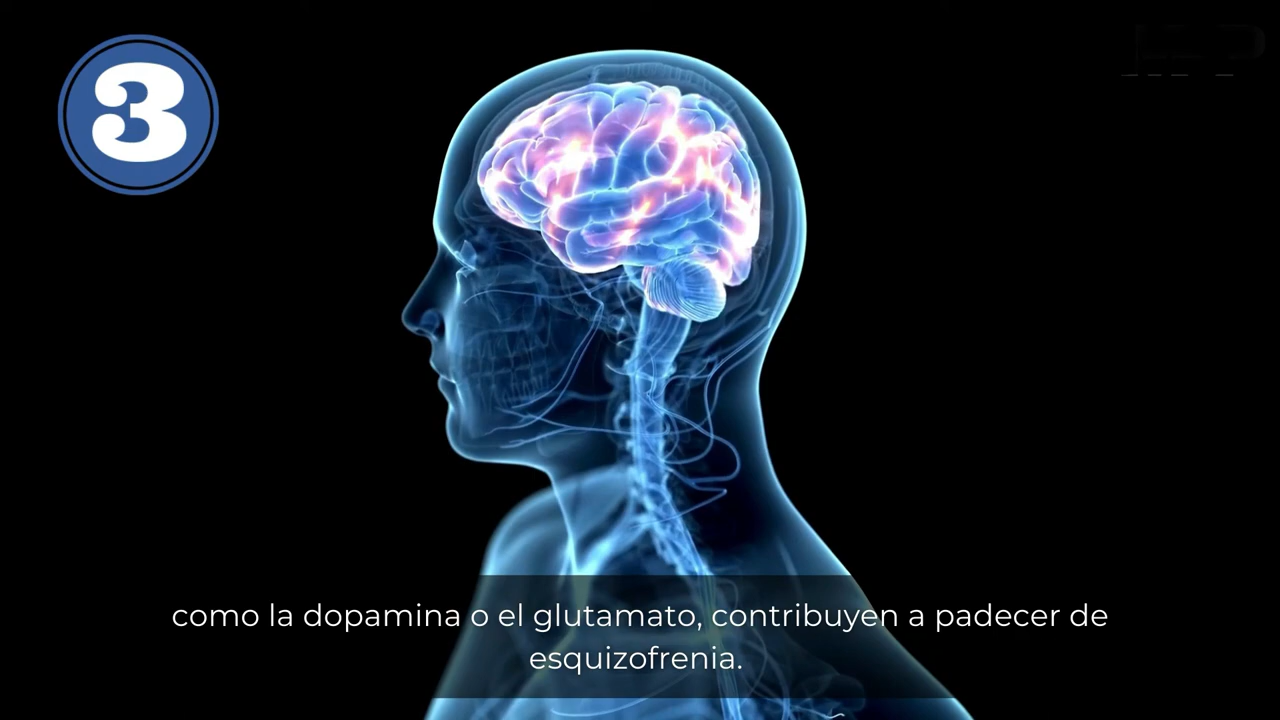 3
como la dopamina o el glutamato, contribuyen a padecer de
esquizofrenia.